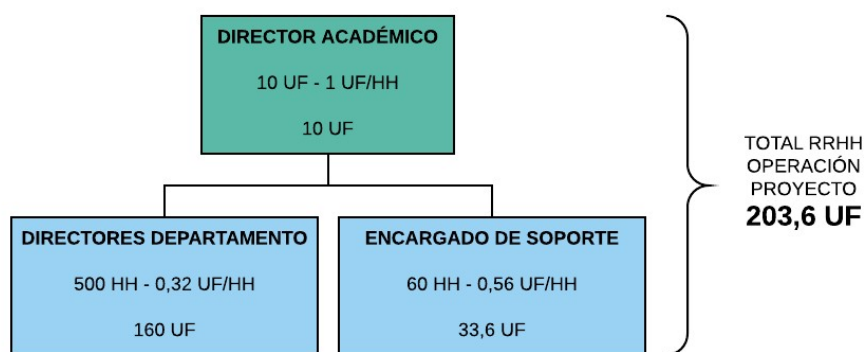 DIRECTOR ACADÉMICO
10 UF - 1 UF/HH
10 UF
DIRECTORES DEPARTAMENTO
500 HH - 0,32 UF/HH
160 UF
ENCARGADO DE SOPORTE
60 HH - 0,56 UF/HH
33,6 UF
TOTAL RRHH
OPERACIÓN
PROYECTO
203,6 UF